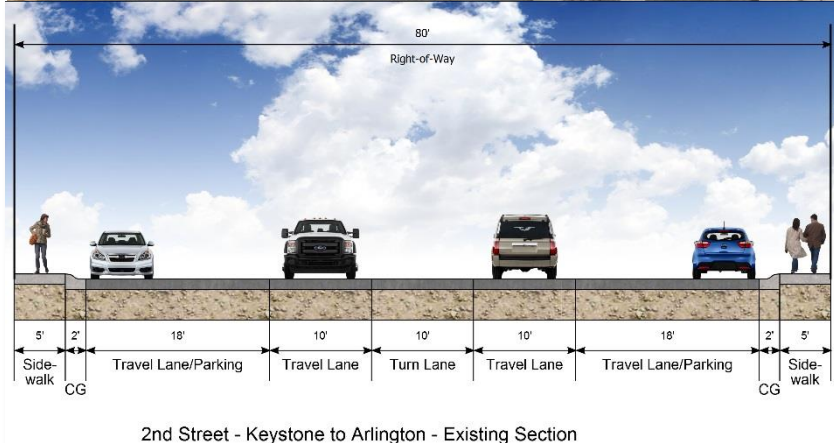 80'
Right-of-Way
5' 2' 18' 10' 10' 10' 18' 2' 5'
Side-
walk
CG
Travel Lane/Parking
Travel Lane
Turn Lane
Travel Lane
Travel Lane/Parking
CG
Side-
walk
2nd Street - Keystone to Arlington - Existing Section